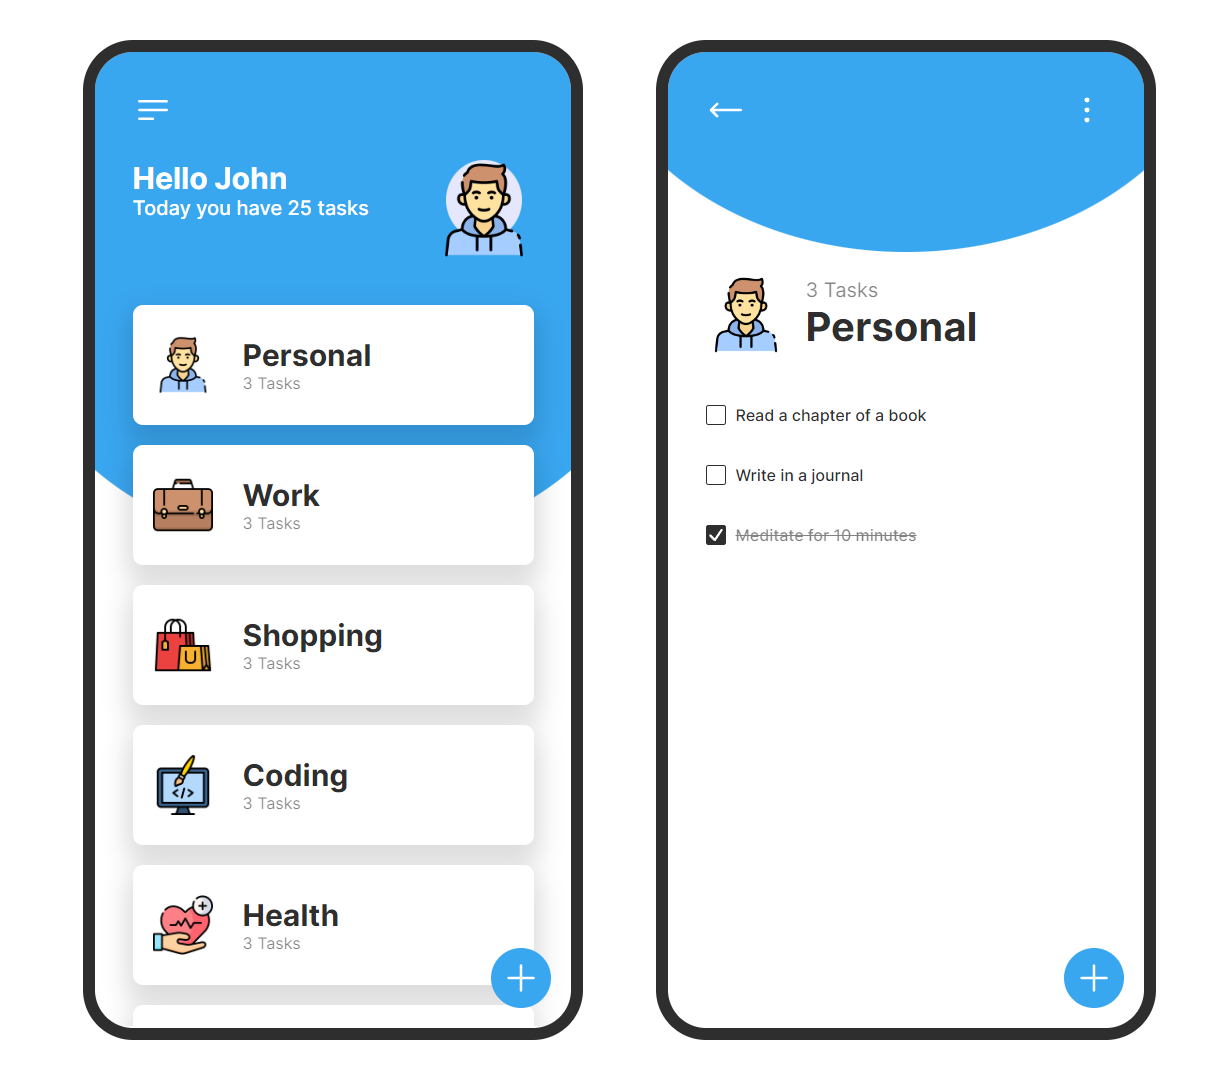 Hello John
Today you have 25 tasks
Personal
3 Tasks
Work
3 Tasks
Shopping
3 Tasks
Coding
3 Tasks
</>
Health
3 Tasks
3 Tasks
Personal
Read a chapter of a book
Write in a journal
Meditate for 10 minutes